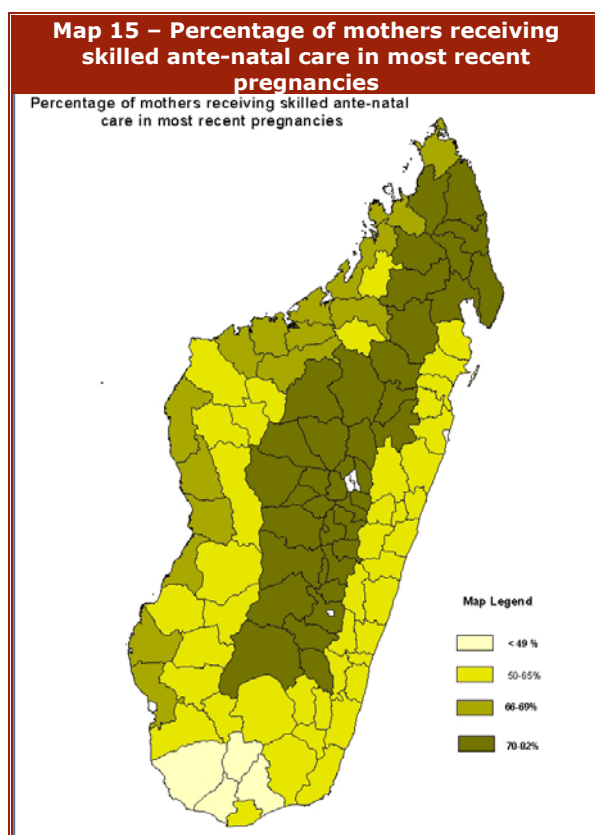 Map 15 – Percentage of mothers receiving
skilled ante-natal care in most recent
pregnancies
Percentage of mothers receiving skilled ante-natal
care in most recent pregnancies
Map Legend
< 49 %
50-65%
66-69%
70-82%